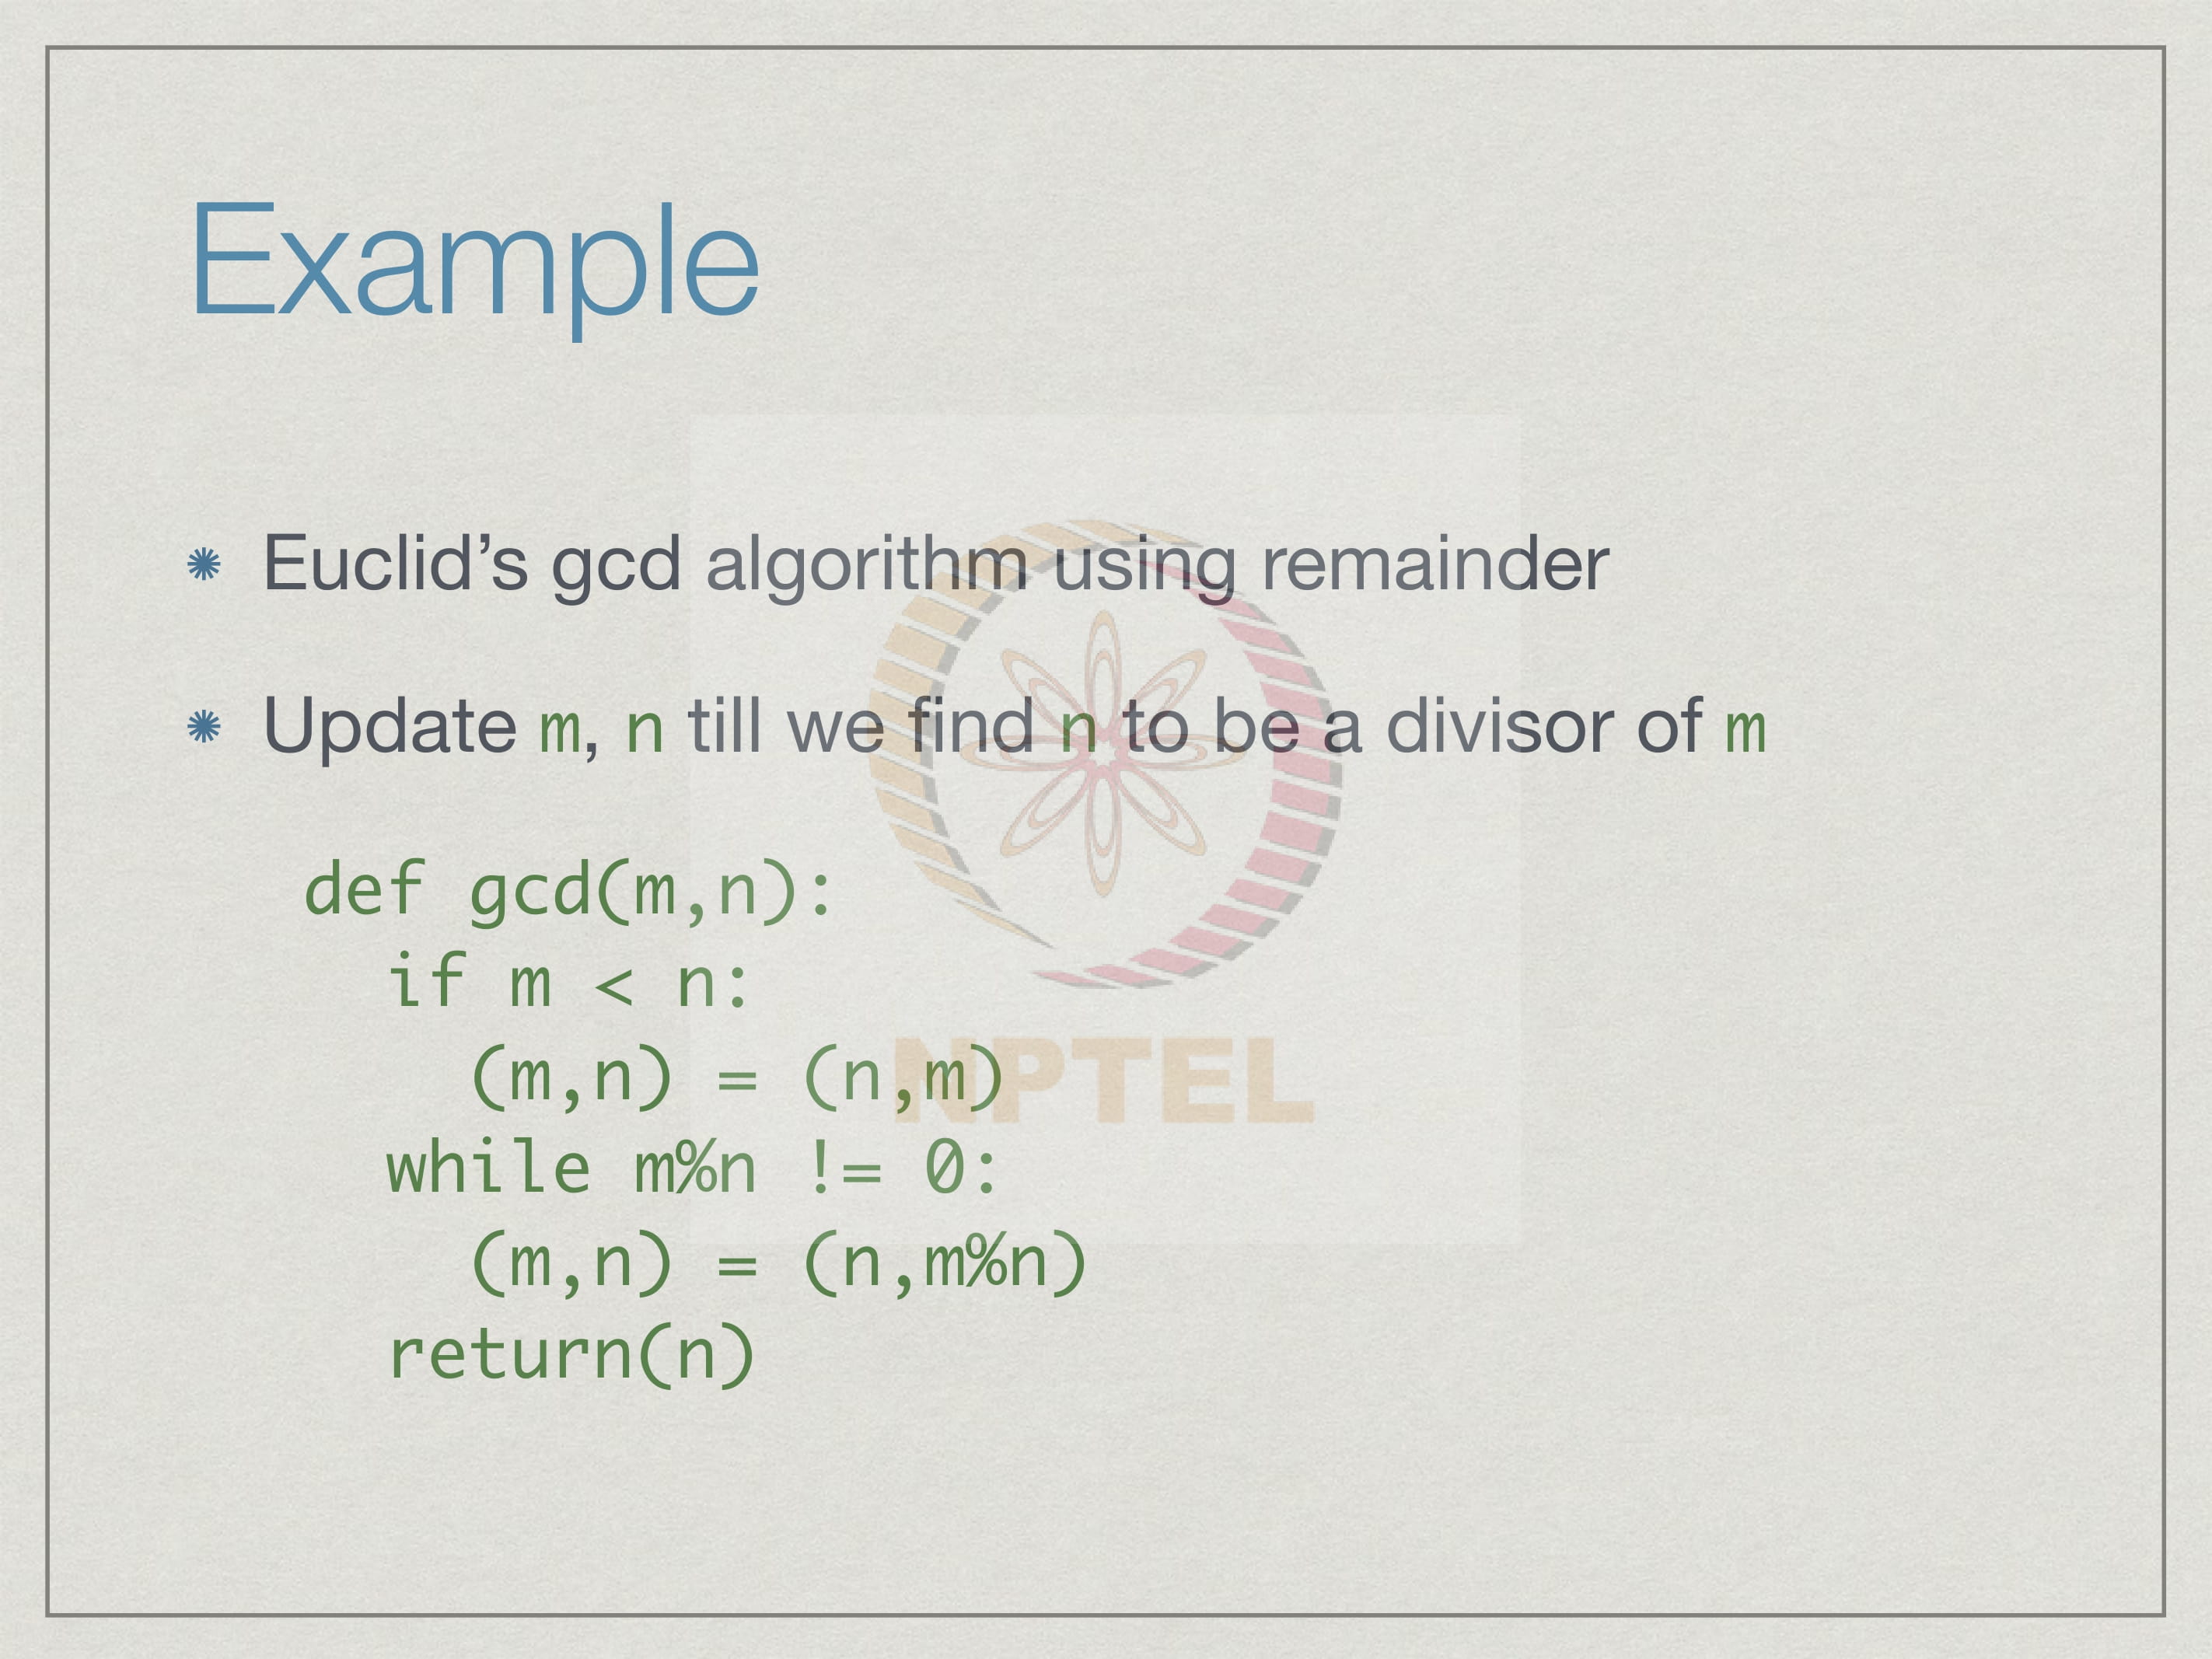 Example
Euclid’s gcd algorithm using remainder
Update m, n till we find n to be a divisor of m
def gcd(m,n):
  if m < n:
    (m,n) = (n,m)
  while m%n != 0:
    (m,n) = (n,m%n)
  return(n)
NPTEL